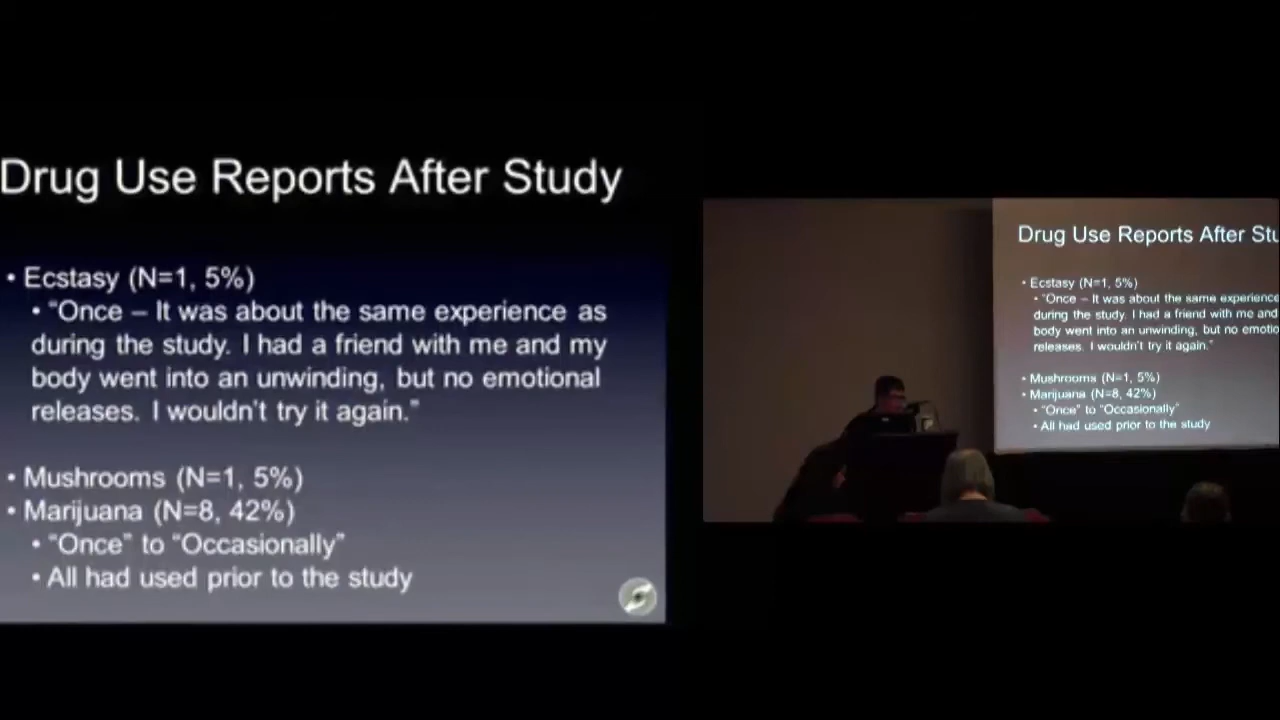 Drug Use Reports After Study
• Ecstasy (N=1, 5%)
• “Once – It was about the same experience as
during the study. I had a friend with me and my
body went into an unwinding, but no emotional
releases. I wouldn’t try it again.”
• Mushrooms (N=1, 5%)
• Marijuana (N=8, 42%)
• “Once” to “Occasionally”
• All had used prior to the study
Drug Use Reports After Stu
• Ecstasy (N=1, 5%)
• “Once – It was about the same experience
during the study. I had a friend with me and
body went into an unwinding, but no emotio
releases. I wouldn’t try it again.”
• Mushrooms (N=1, 5%)
• Marijuana (N=8, 42%)
• “Once” to “Occasionally”
• All had used prior to the study